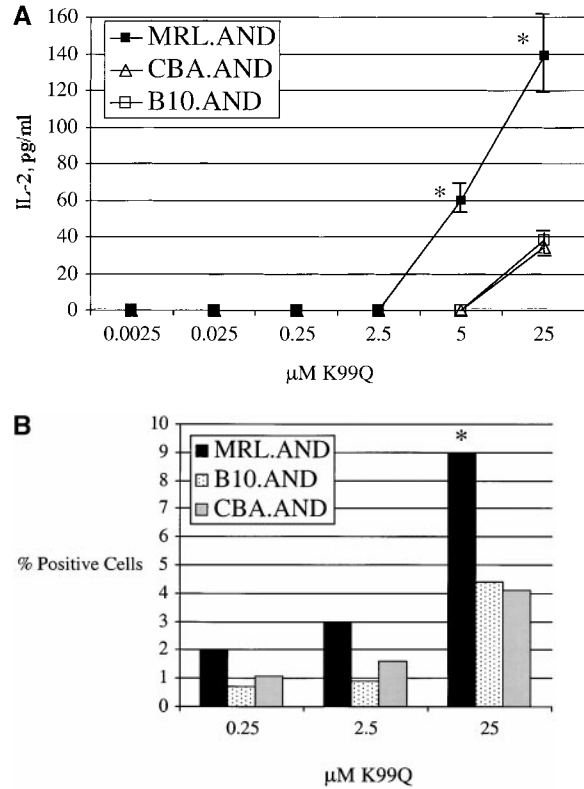 A
160
140
120
100
80
60
40
20
0
IL-2, pg/ml
MRL.AND
CBA.AND
B10.AND
*
*
0.0025 0.025 0.25 2.5 5 25
µM K99Q
B
10
9
8
7
6
5
4
3
2
1
0
% Positive Cells
MRL.AND
B10.AND
CBA.AND
*
0.25 2.5 25
µM K99Q